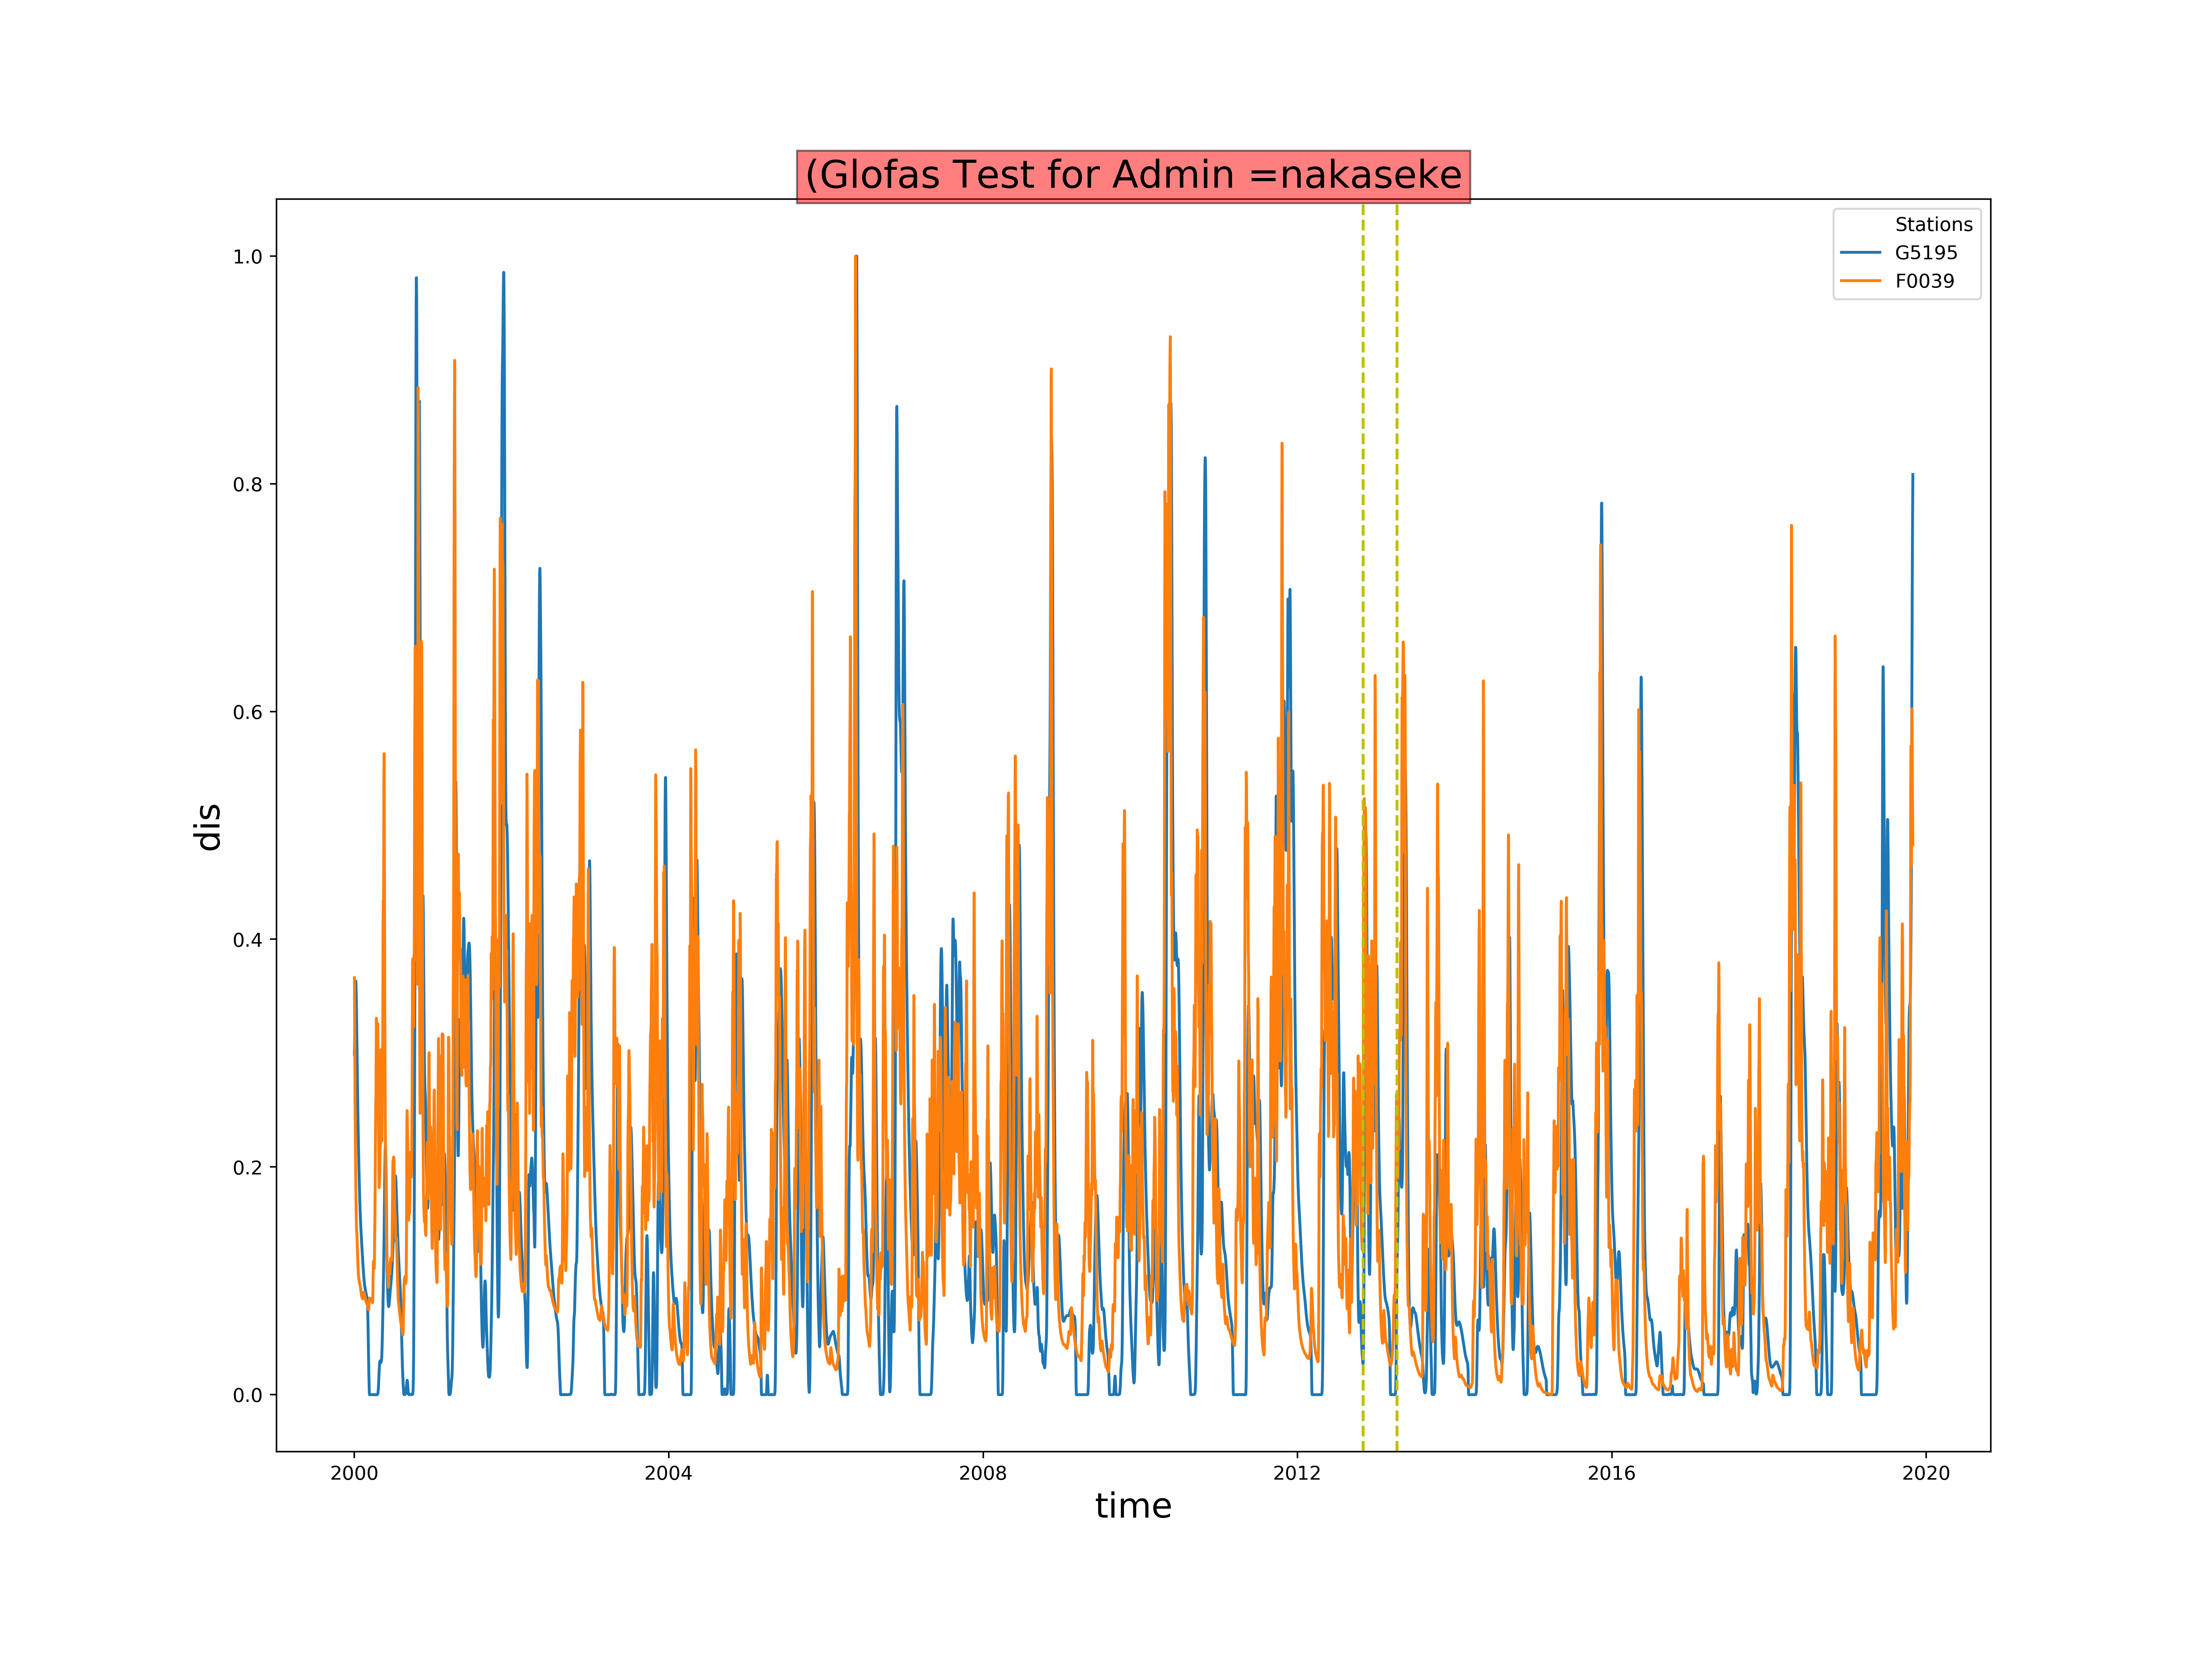 (Glofas Test for Admin =nakaseke
Stations
G5195
F0039
1.0
0.8
0.6
0.4
0.2
0.0
dis
2000 2004 2008 2012 2016 2020
time